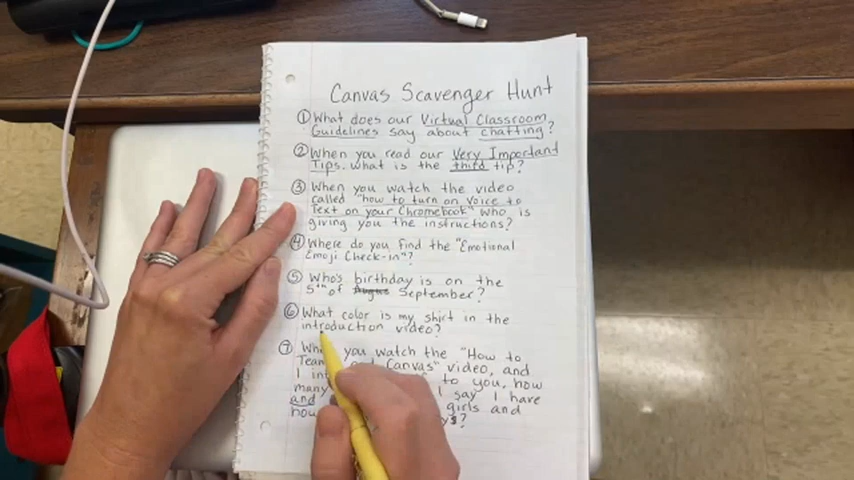 Canvas Scavenger Hunt
① What does our Virtual Classroom
Guidelines say about chatting?
② When you read our Very Important
Tips. what is the third tip?
③ When you watch the video
called "how to turn on Voice to
Text on your Chromebook" who is
giving you the instructions?
④ Where do you find the "Emotional
Emoji Check-in"?
⑤ Who's birthday is on the
5th of Augus September?
⑥ What color is my shirt in the
introduction video?
⑦ When you watch the "How to
and Canvas" video, and
I to you, how
many I say I have
and girls and